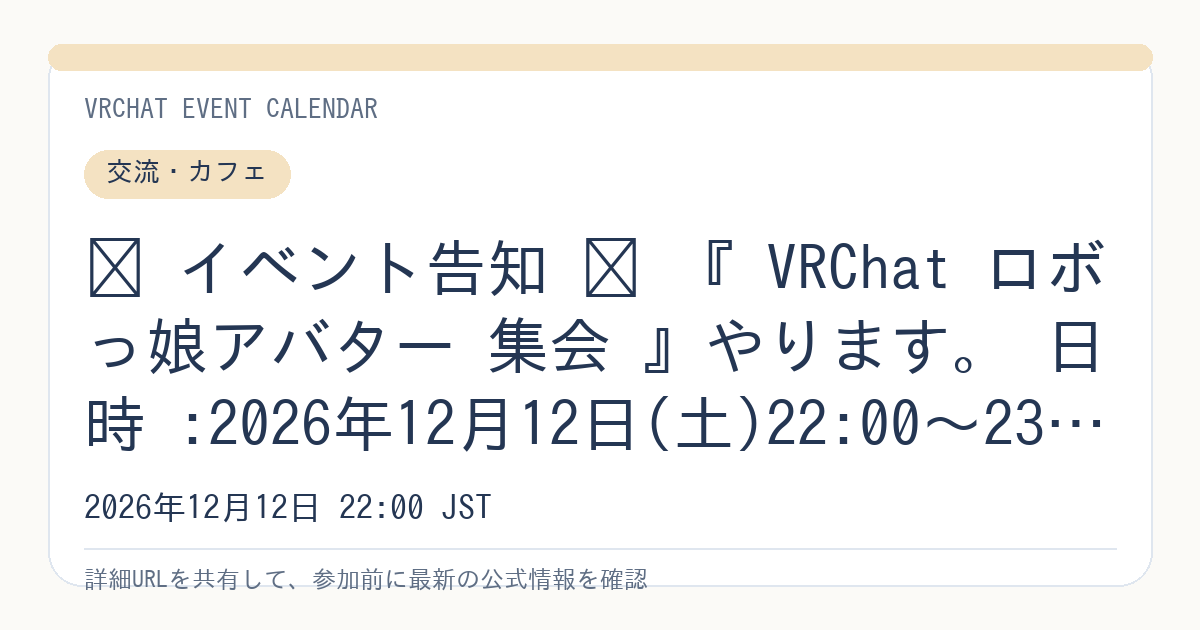 VRCHAT EVENT CALENDAR
交流・カフェ
イベント告知 『 VRChat ロボ
っ娘アバター 集会 』やります。 日
時 :2026年12月12日(土)22:00〜23…
2026年12月12日 22:00 JST
詳細URLを共有して、参加前に最新の公式情報を確認